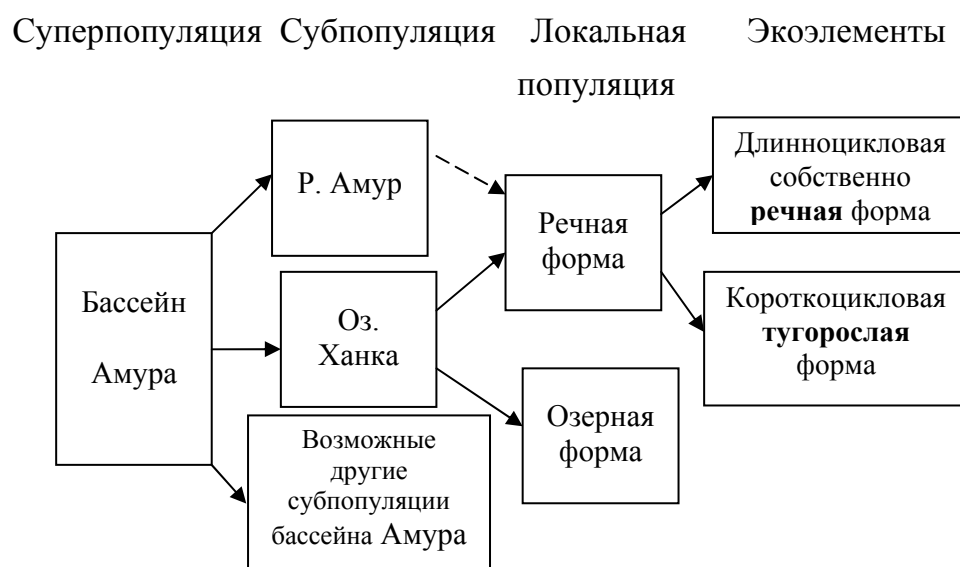 Суперпопуляция Субпопуляция Локальная популяция Экоэлементы
Бассейн
Амура
Р. Амур
Оз.
Ханка
Возможные
другие
субпопуляции
бассейна Амура
Речная
форма
Озерная
форма
Длинноцикловая
собственно
речная форма
Короткоцикловая
тугорослая
форма